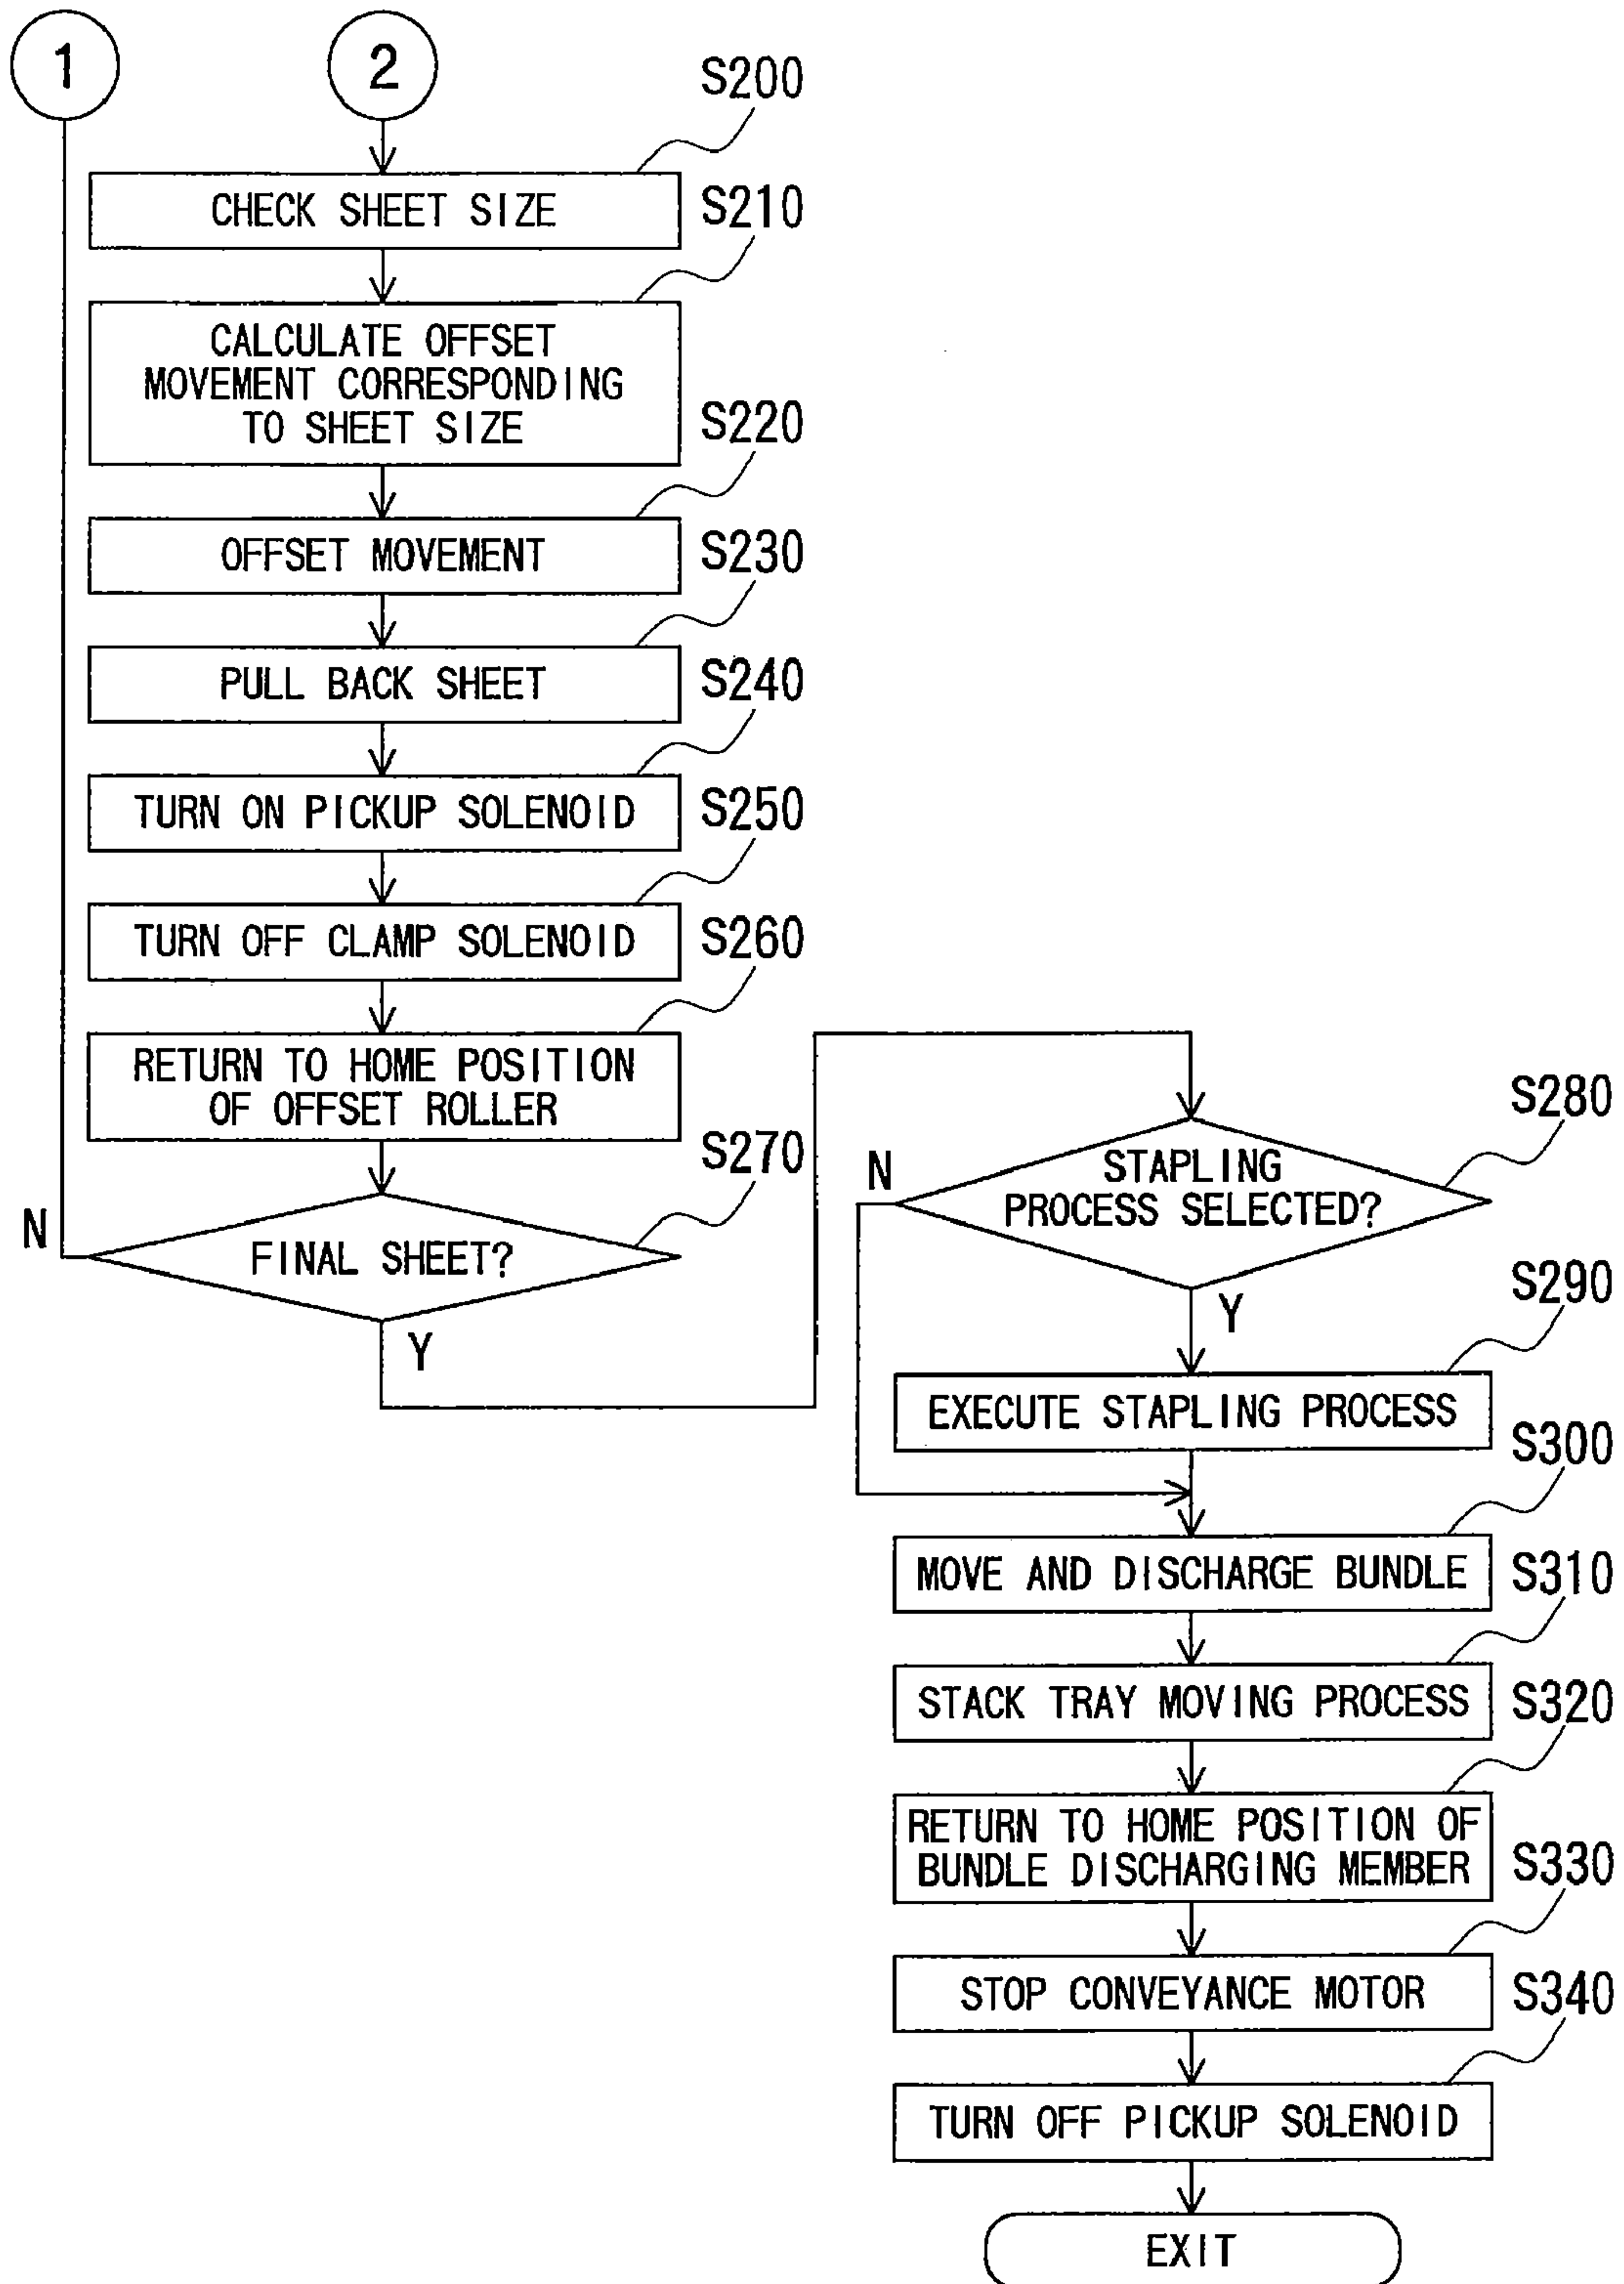 1
2
S200
CHECK SHEET SIZE
S210
CALCULATE OFFSET
MOVEMENT CORRESPONDING
TO SHEET SIZE
S220
OFFSET MOVEMENT
S230
PULL BACK SHEET
S240
TURN ON PICKUP SOLENOID
S250
TURN OFF CLAMP SOLENOID
S260
RETURN TO HOME POSITION
OF OFFSET ROLLER
S270
FINAL SHEET?
N
Y
S280
STAPLING
PROCESS SELECTED?
N
Y
S290
EXECUTE STAPLING PROCESS
S300
MOVE AND DISCHARGE BUNDLE
S310
STACK TRAY MOVING PROCESS
S320
RETURN TO HOME POSITION OF
BUNDLE DISCHARGING MEMBER
S330
STOP CONVEYANCE MOTOR
S340
TURN OFF PICKUP SOLENOID
EXIT